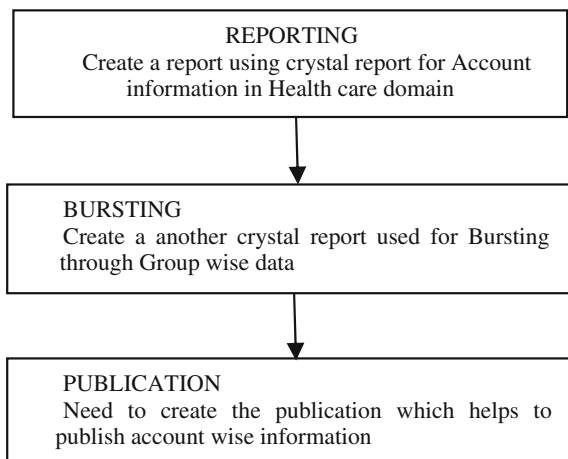 REPORTING
Create a report using crystal report for Account
information in Health care domain
BURSTING
Create a another crystal report used for Bursting
through Group wise data
PUBLICATION
Need to create the publication which helps to
publish account wise information